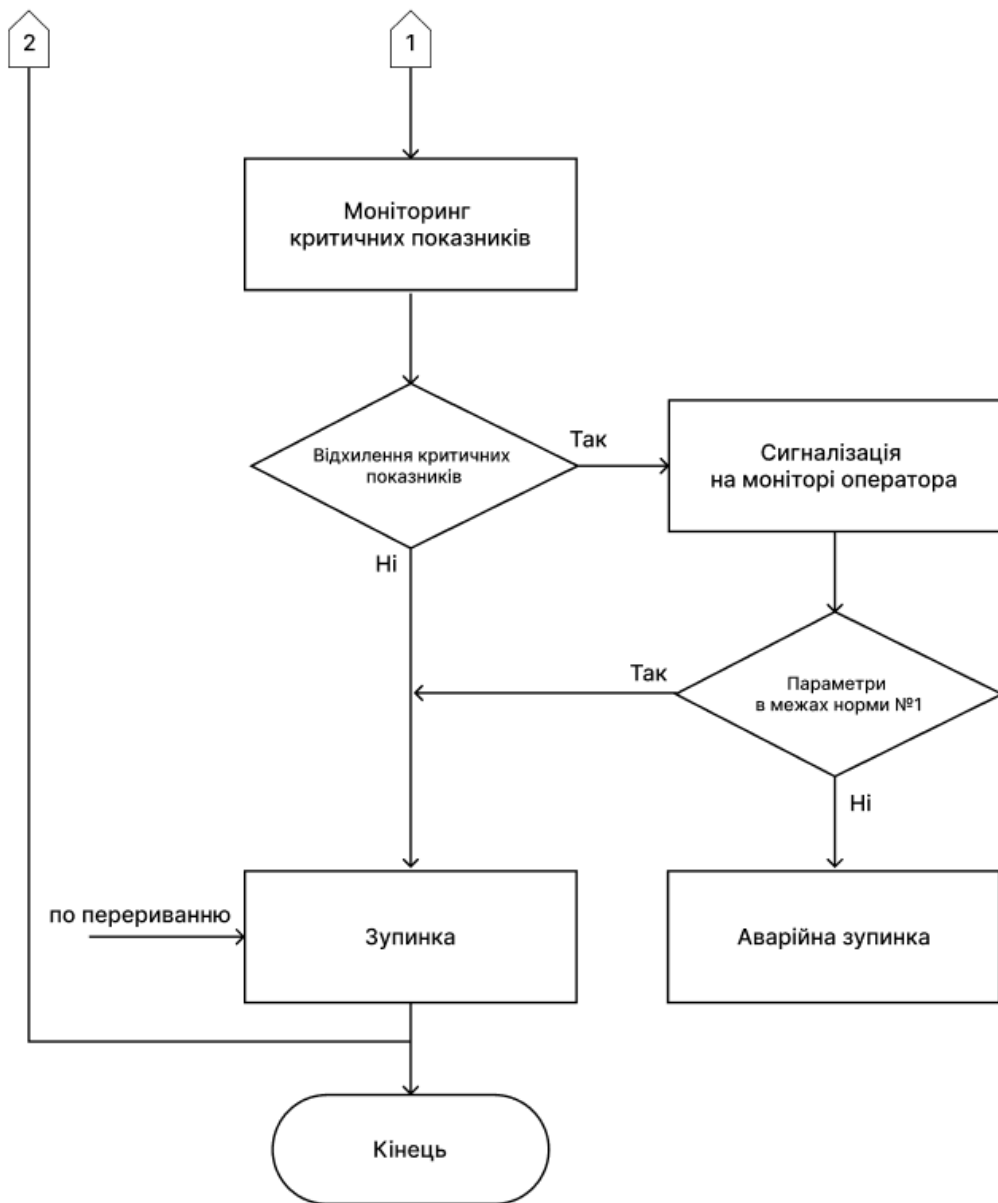 2
1
Моніторинг
критичних показників
Відхилення критичних
показників
Так
Сигналізація
на моніторі оператора
Ні
Так
Параметри
в межах норми №1
Ні
по перериванню
Зупинка
Аварійна зупинка
Кінець